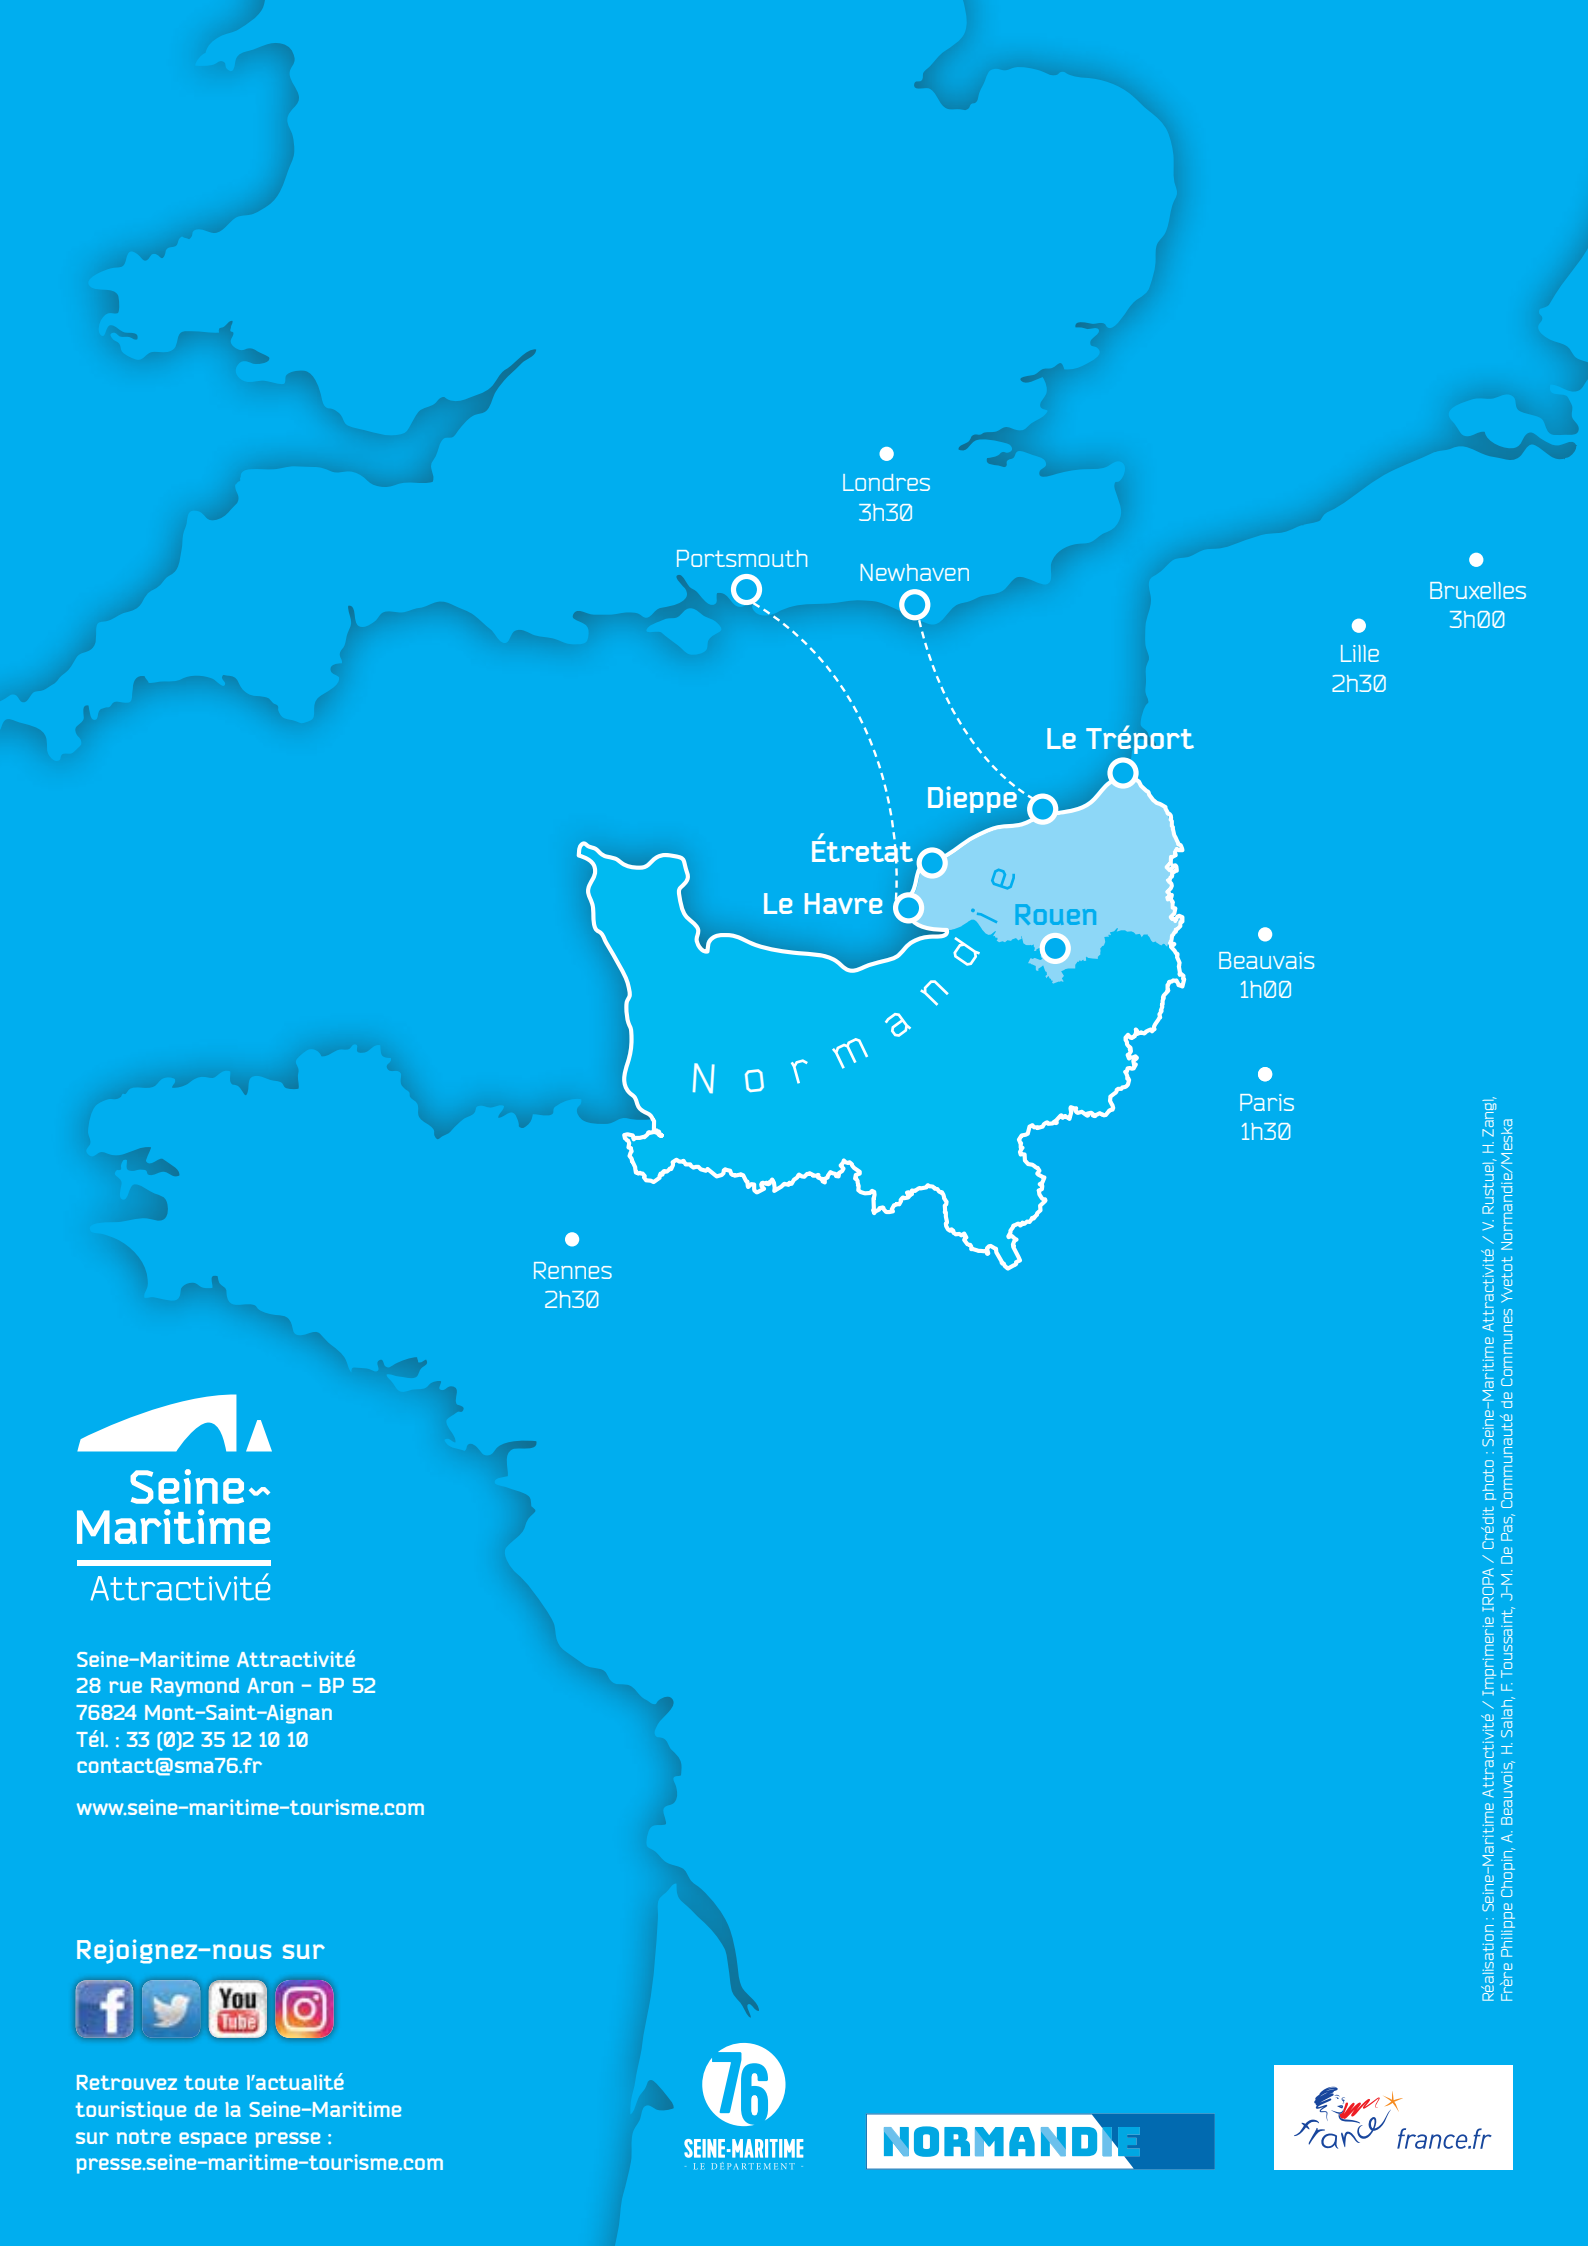 Londres
3h30
Portsmouth
Newhaven
Bruxelles
3h00
Lille
2h30
Le Tréport
Dieppe
Étretat
Le Havre
Rouen
Normandie
Beauvais
1h00
Paris
1h30
Rennes
2h30
Seine~
Maritime
Attractivité
Seine-Maritime Attractivité
28 rue Raymond Aron - BP 52
76824 Mont-Saint-Aignan
Tél. : 33 (0)2 35 12 10 10
contact@sma76.fr
www.seine-maritime-tourisme.com
Rejoignez-nous sur
f
You
Tube
Retrouvez toute l'actualité
touristique de la Seine-Maritime
sur notre espace presse :
presse.seine-maritime-tourisme.com
76
SEINE-MARITIME
- LE DÉPARTEMENT -
NORMANDIE
france
france.fr
Réalisation : Seine-Maritime Attractivité / Imprimerie IROPA / Crédit photo : Seine-Maritime Attractivité / V. Rustuel, H. Zangl,
Frère Philippe Chopin, A. Beauvois, H. Salah, F. Toussaint, J-M. De Pas, Communauté de Communes Yvetot Normandie/Meska